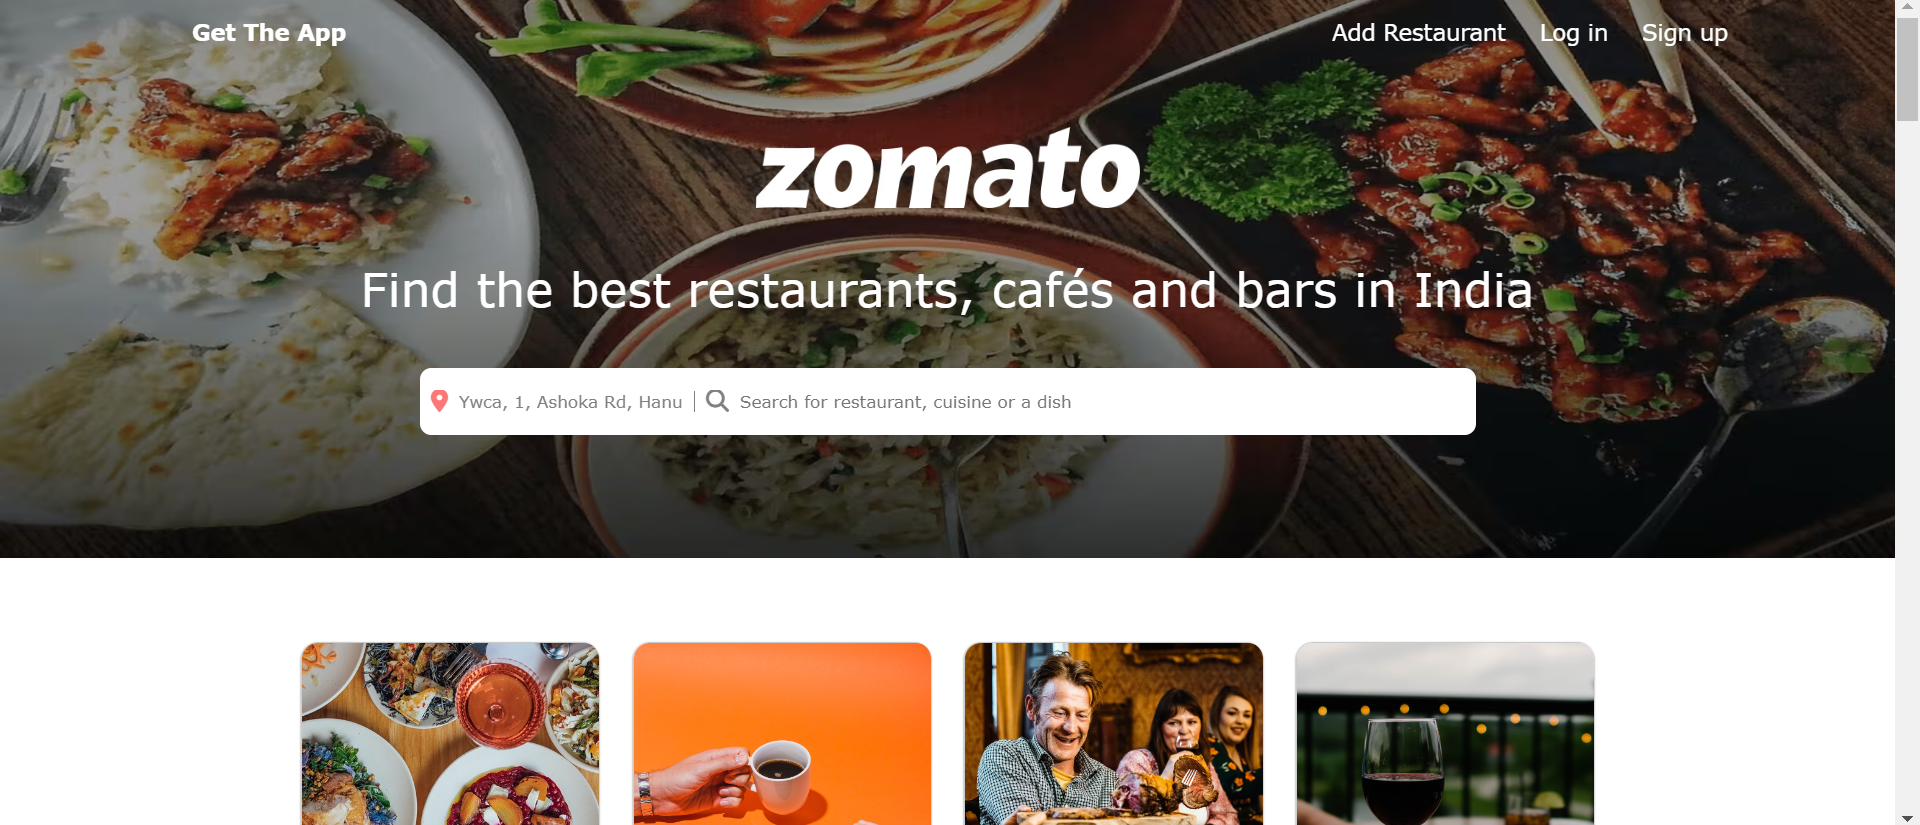 Get The App
Add Restaurant
Log in
Sign up
zomato
Find the best restaurants, cafés and bars in India
Ywca, 1, Ashoka Rd, Hanu
Search for restaurant, cuisine or a dish